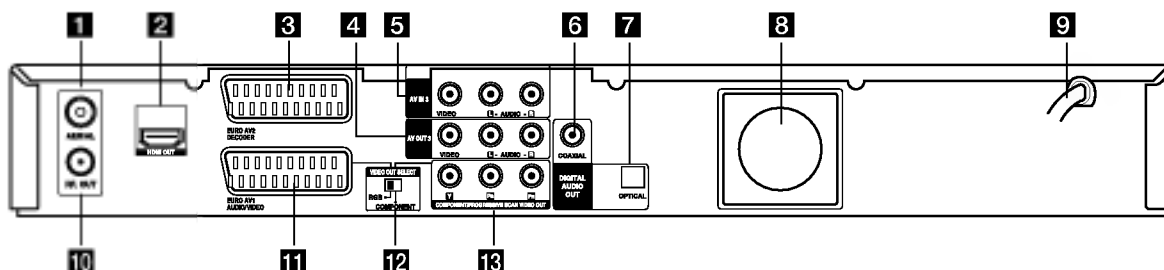 1 2 3 4 5 6 7 8 9
AERIAL
RF. OUT
HDMI OUT
EURO AV2
DECODER
EURO AV1
AUDIO/VIDEO
AV IN 3
VIDEO L - AUDIO - R
AV OUT 3
VIDEO L - AUDIO - R
COAXIAL
DIGITAL
AUDIO
OUT
OPTICAL
VIDEO OUT SELECT
RGB
COMPONENT
Y
COMPONENT/PROGRESSIVE SCAN VIDEO OUT
10 11 12 13